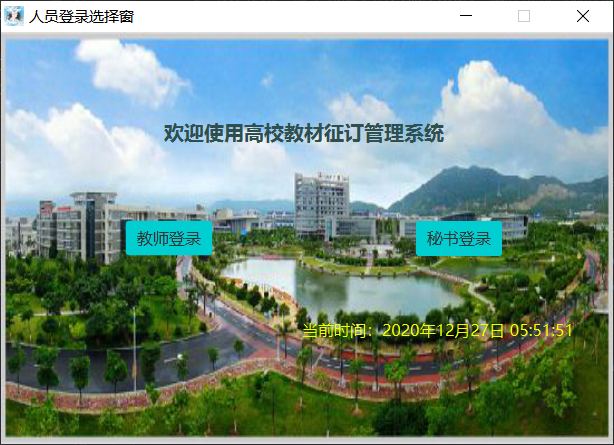 人员登录选择窗
欢迎使用高校教材征订管理系统
教师登录
秘书登录
当前时间：2020年12月27日 05:51:51